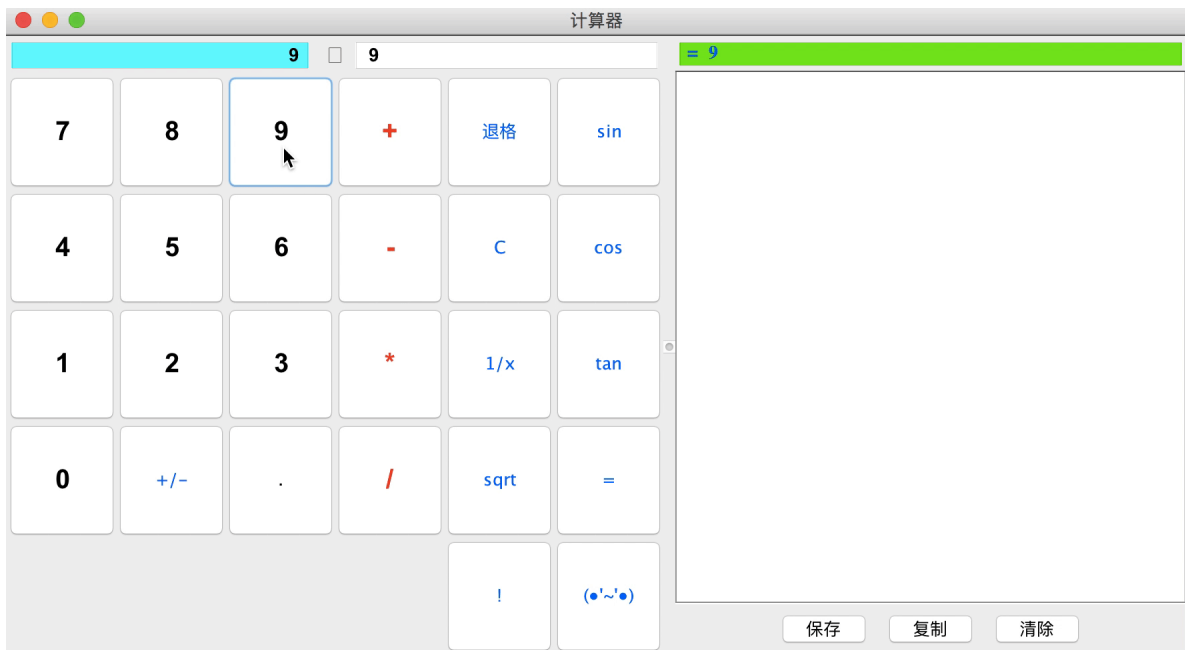 计算器
9 9 = 9
7 8 9 + 退格 sin
4 5 6 - C cos
1 2 3 * 1/x tan
0 +/- . / sqrt =
! (●'~'●)
保存 复制 清除